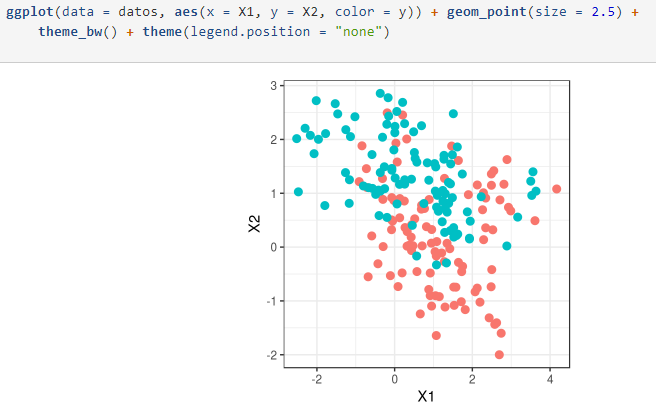 ggplot(data = datos, aes(x = X1, y = X2, color = y)) + geom_point(size = 2.5) +
theme_bw() + theme(legend.position = "none")
3
2
1
0
-1
-2
X2
-2 0 2 4
X1